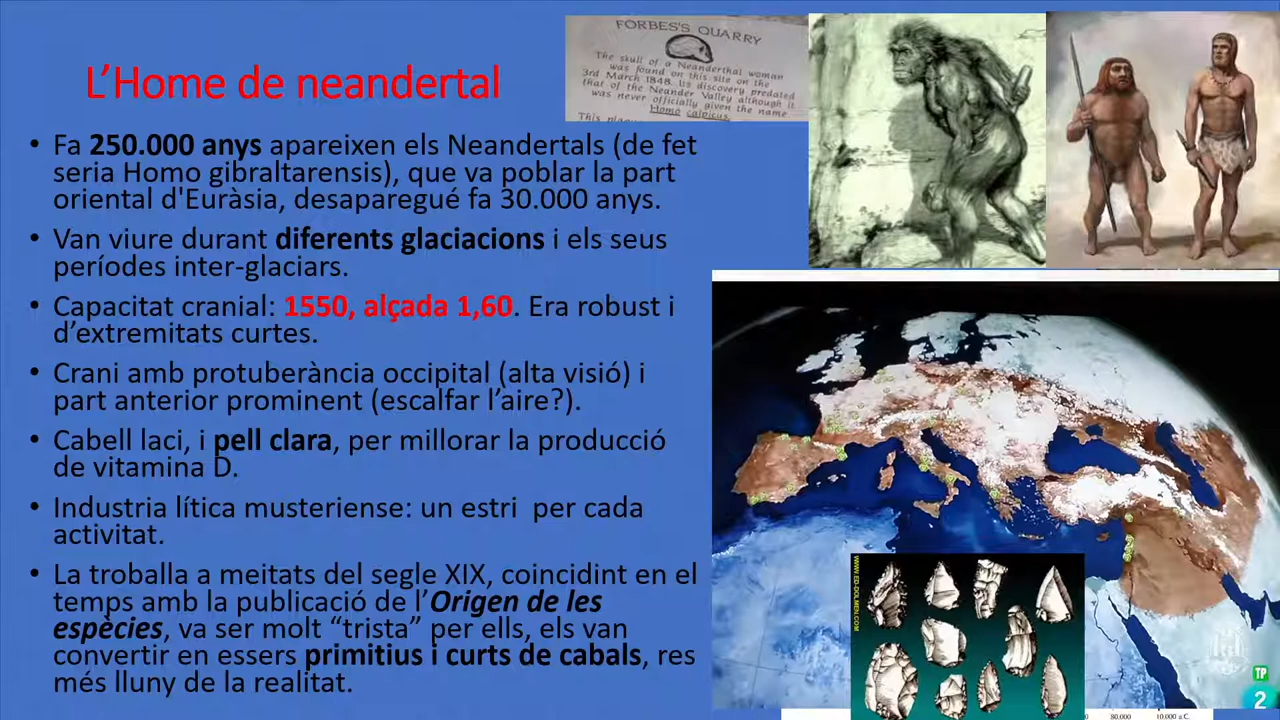 L'Home de neandertal
• Fa 250.000 anys apareixen els Neandertals (de fet
seria Homo gibraltarensis), que va poblar la part
oriental d'Euràsia, desaparegué fa 30.000 anys.
• Van viure durant diferents glaciacions i els seus
períodes inter-glaciars.
• Capacitat cranial: 1550, alçada 1,60. Era robust i
d'extremitats curtes.
• Crani amb protuberància occipital (alta visió) i
part anterior prominent (escalfar l'aire?).
• Cabell laci, i pell clara, per millorar la producció
de vitamina D.
• Industria lítica musteriense: un estri per cada
activitat.
• La troballa a meitats del segle XIX, coincidint en el
temps amb la publicació de l'Origen de les
espècies, va ser molt “trista” per ells, els van
convertir en essers primitius i curts de cabals, res
més lluny de la realitat.
FORBES'S QUARRY
The skull of a Neanderthal woman
was found on this site on the
3rd March 1848. Its discovery predated
that of the Neander Valley although it
was never officially given the name
Homo calpicus.
This
WWW.ED-DOLMEN.COM
80.000 10.000 a.C.
TP
2